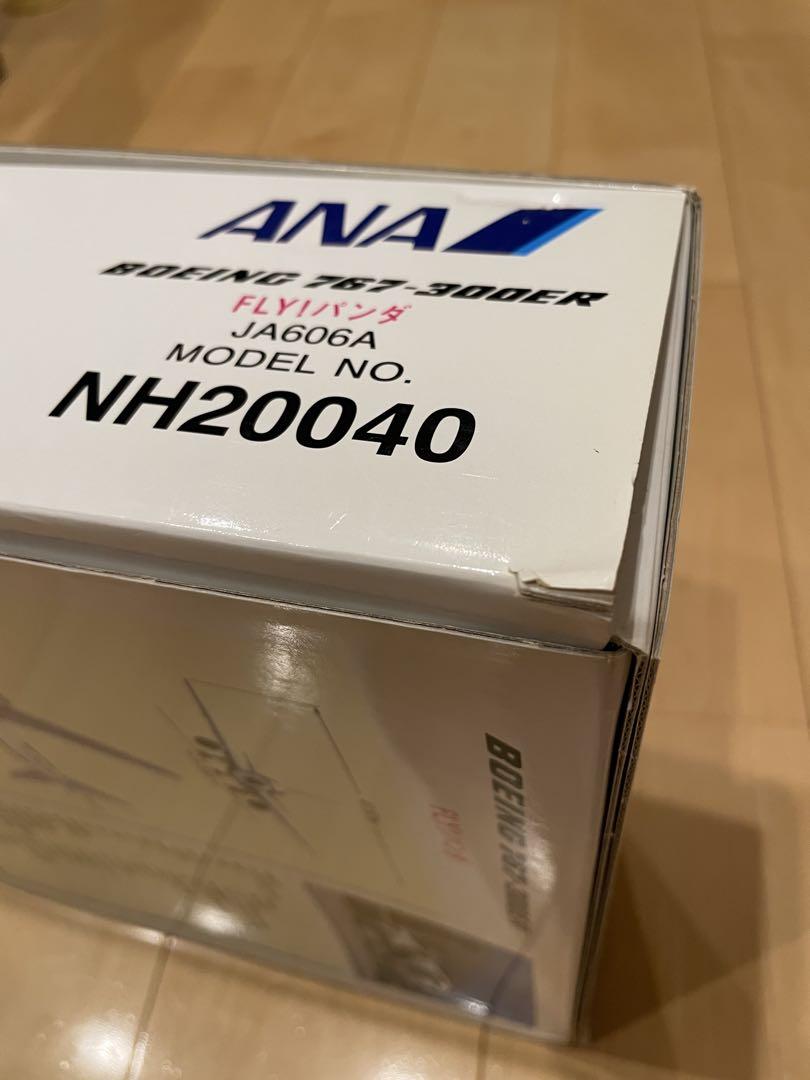 ANA
BOEING 767-300ER
FLY!パンダ
JA606A
MODEL NO.
NH20040
BOEING 767-300ER